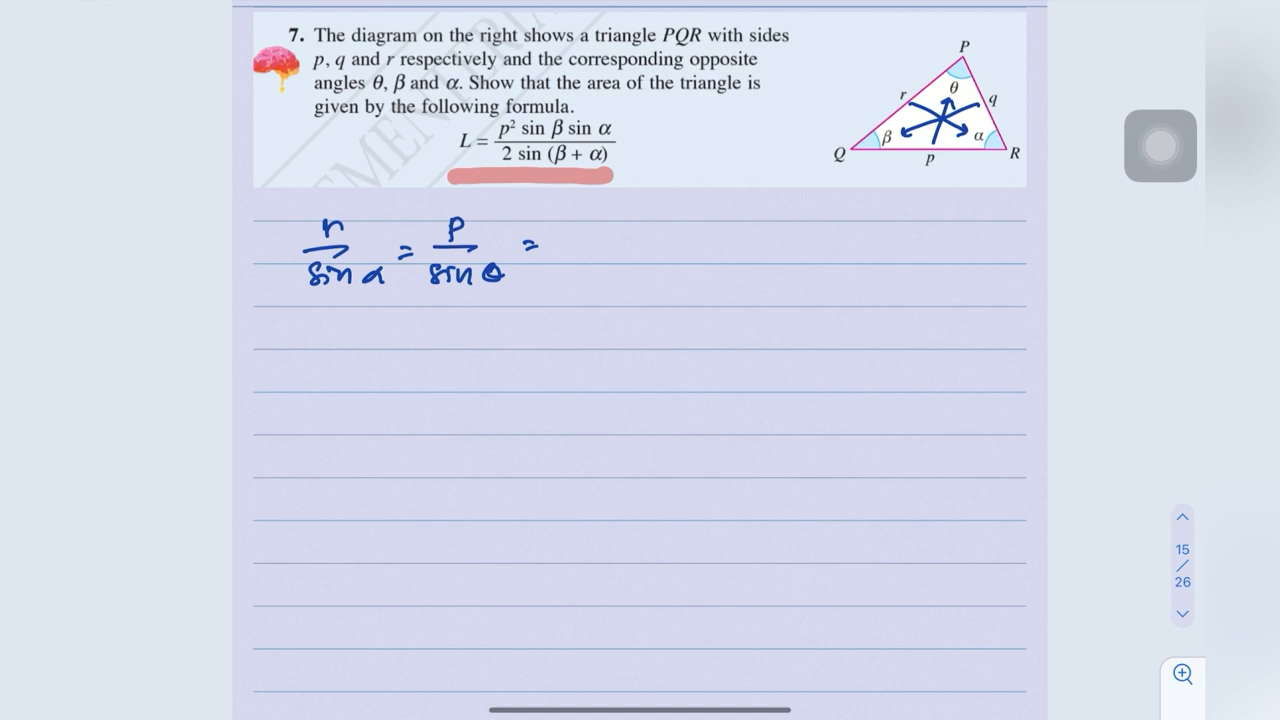 7. The diagram on the right shows a triangle PQR with sides
p, q and r respectively and the corresponding opposite
angles θ, β and α. Show that the area of the triangle is
given by the following formula.
L = p² sin β sin α / 2 sin (β + α)
P
θ
r
q
β
α
Q
p
R
r / sin α = p / sin θ =
15
/
26